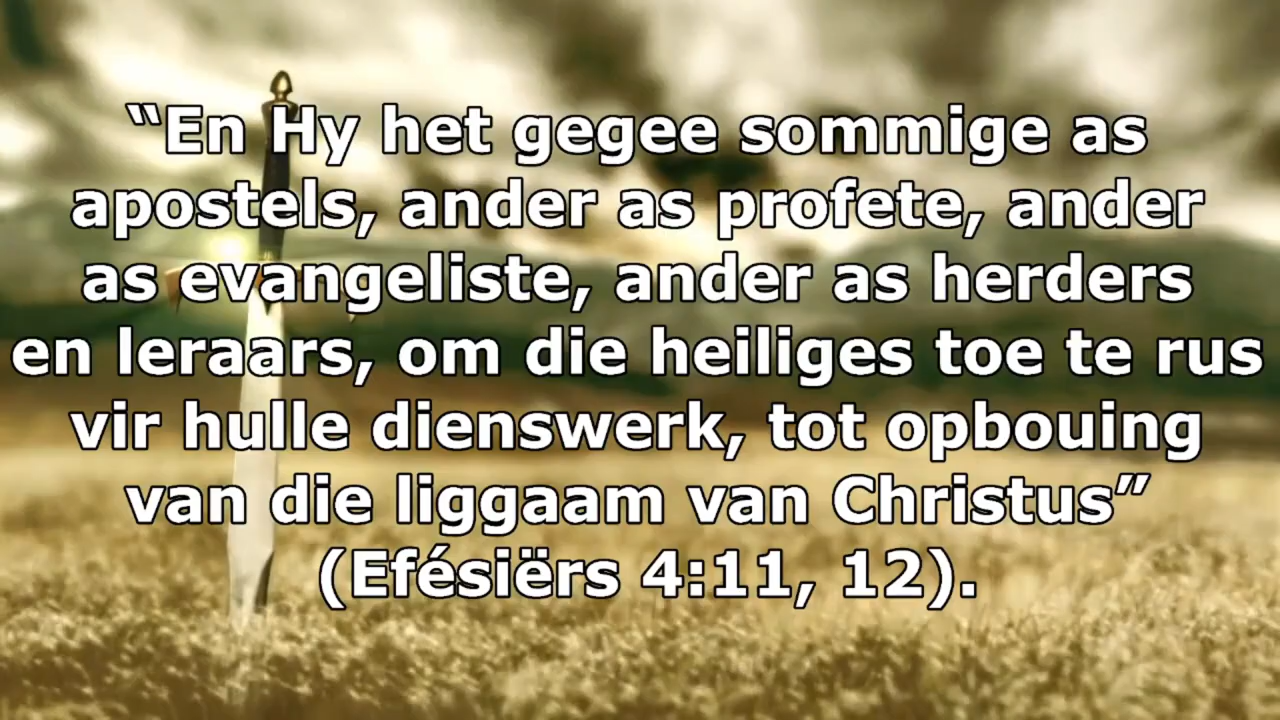 “En Hy het gegee sommige as
apostels, ander as profete, ander
as evangeliste, ander as herders
en leraars, om die heiliges toe te rus
vir hulle dienswerk, tot opbouing
van die liggaam van Christus”
(Efésiërs 4:11, 12).